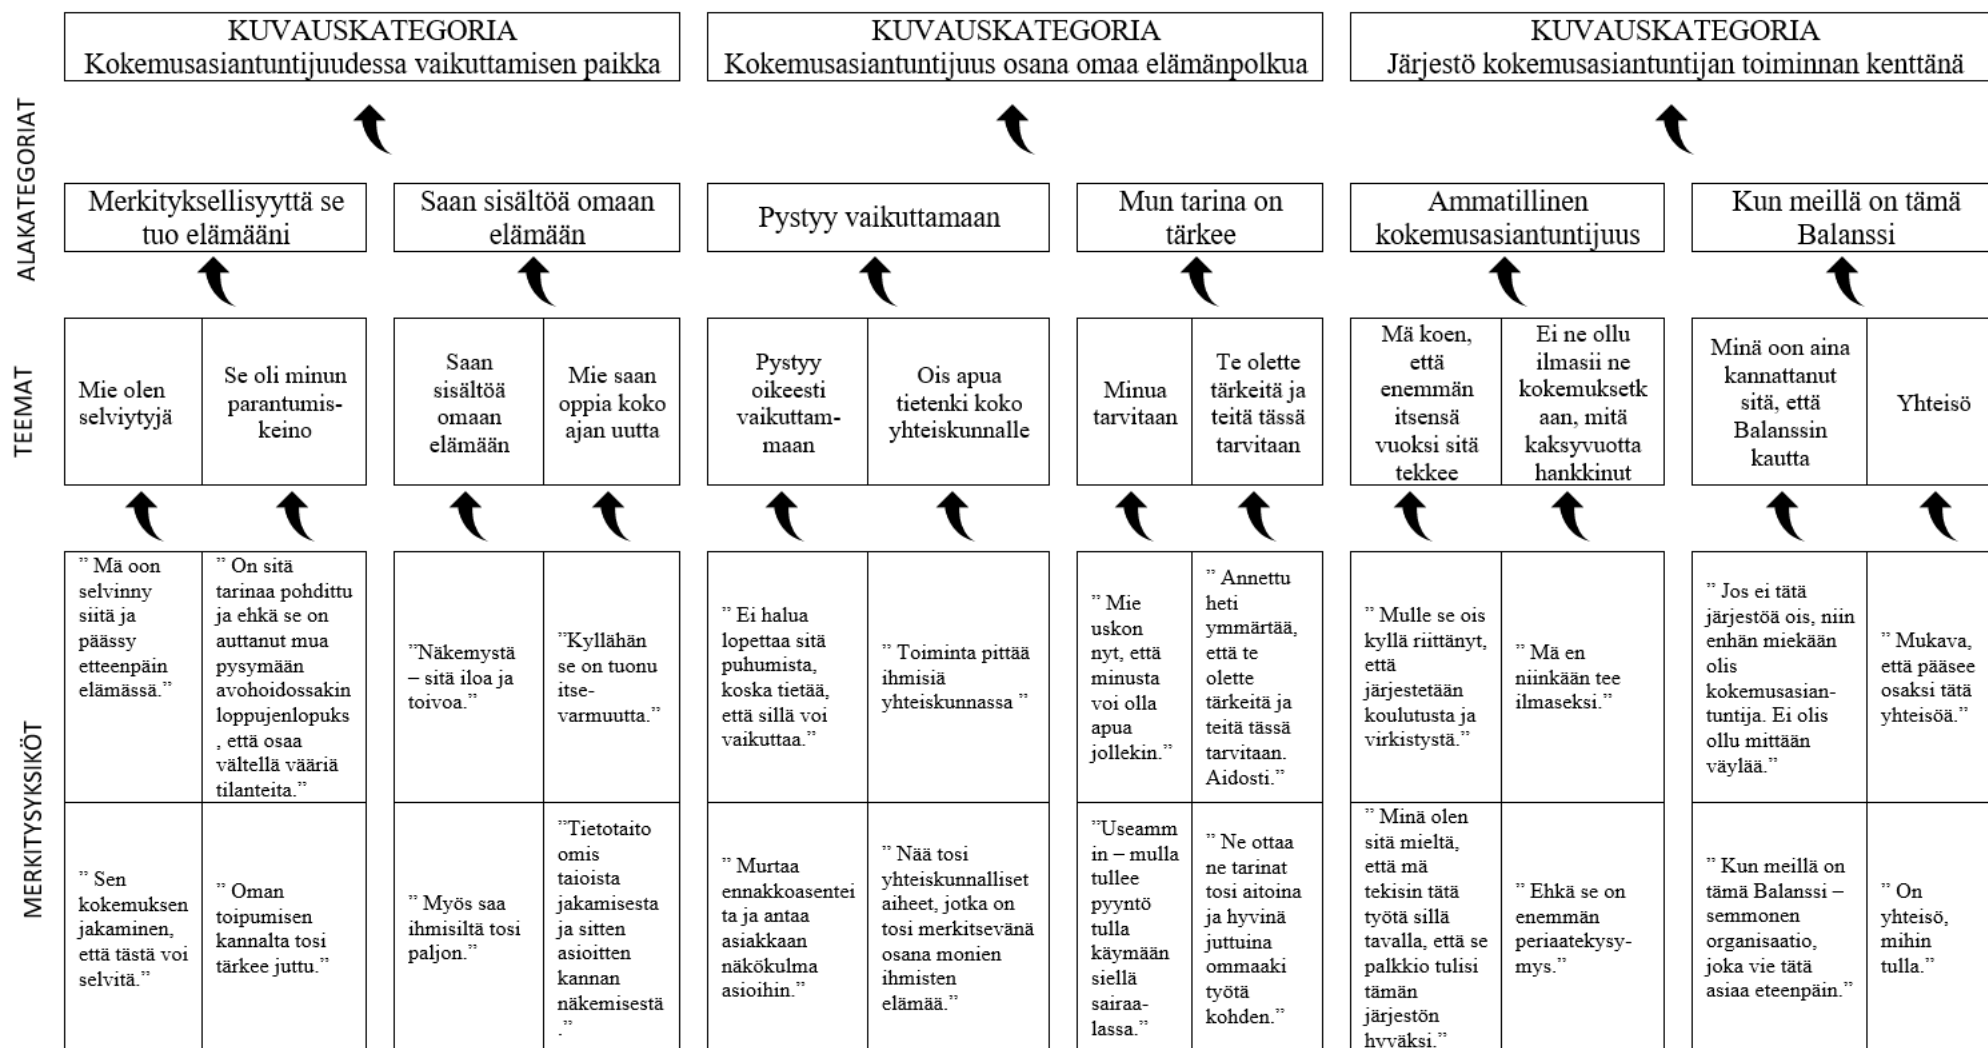 KUVAUSKATEGORIA
Kokemusasiantuntijuudessa vaikuttamisen paikka
KUVAUSKATEGORIA
Kokemusasiantuntijuus osana omaa elämänpolkua
KUVAUSKATEGORIA
Järjestö kokemusasiantuntijan toiminnan kenttänä
ALAKATEGORIAT
Merkityksellisyyttä se
tuo elämääni
Saan sisältöä omaan
elämään
Pystyy vaikuttamaan
Mun tarina on
tärkee
Ammatillinen
kokemusasiantuntijuus
Kun meillä on tämä
Balanssi
TEEMAT
Mie olen
selviytyjä
Se oli minun
parantumis-
keino
Saan
sisältöä
omaan
elämään
Mie saan
oppia koko
ajan uutta
Pystyy
oikeesti
vaikuttam-
maan
Ois apua
tietenki koko
yhteiskunnalle
Minua
tarvitaan
Te olette
tärkeitä ja
teitä tässä
tarvitaan
Mä koen,
että
enemmän
itsensä
vuoksi sitä
tekkee
Ei ne ollu
ilmasii ne
kokemuksetk
aan, mitä
kaksyvuotta
hankkinut
Minä oon aina
kannattanut
sitä, että
Balanssin
kautta
Yhteisö
MERKITYSYKSIKÖT
” Mä oon
selvinny
siitä ja
päässy
etteenpäin
elämässä.”
” On sitä
tarinaa pohdittu
ja ehkä se on
auttanut mua
pysymään
avohoidossakin
loppujenlopuks
, että osaa
vältellä vääriä
tilanteita.”
”Näkemystä
– sitä iloa ja
toivoa.”
”Kyllähän
se on tuonu
itse-
varmuutta.”
” Ei halua
lopettaa sitä
puhumista,
koska tietää,
että sillä voi
vaikuttaa.”
” Toiminta pittää
ihmisiä
yhteiskunnassa ”
” Mie
uskon
nyt, että
minusta
voi olla
apua
jollekin.”
” Annettu
heti
ymmärtää,
että te
olette
tärkeitä ja
teitä tässä
tarvitaan.
Aidosti.”
” Mulle se ois
kyllä riittänyt,
että
järjestetään
koulutusta ja
virkistystä.”
” Mä en
niinkään tee
ilmaseksi.”
” Jos ei tätä
järjestöä ois, niin
enhän miekään
olis
kokemusasian-
tuntija. Ei olis
ollu mittään
väylää.”
” Mukava,
että pääsee
osaksi tätä
yhteisöä.”
” Sen
kokemuksen
jakaminen,
että tästä voi
selvitä.”
” Oman
toipumisen
kannalta tosi
tärkee juttu.”
” Myös saa
ihmisiltä tosi
paljon.”
”Tietotaito
omis
taioista
jakamisesta
ja sitten
asioitten
kannan
näkemisestä
.”
” Murtaa
ennakkoasentei
ta ja antaa
asiakkaan
näkökulma
asioihin.”
” Nää tosi
yhteiskunnalliset
aiheet, jotka on
tosi merkitsevänä
osana monien
ihmisten
elämää.”
”Useamm
in – mulla
tullee
pyyntö
tulla
käymään
siellä
sairaa-
lassa.”
” Ne ottaa
ne tarinat
tosi aitoina
ja hyvinä
juttuina
ommaaki
työtä
kohden.”
” Minä olen
sitä mieltä,
että mä
tekisin tätä
työtä sillä
tavalla, että se
palkkio tulisi
tämän
järjestön
hyväksi.”
” Ehkä se on
enemmän
periaatekysy-
mys.”
” Kun meillä on
tämä Balanssi –
semmonen
organisaatio,
joka vie tätä
asiaa eteenpäin.”
” On
yhteisö,
mihin
tulla.”